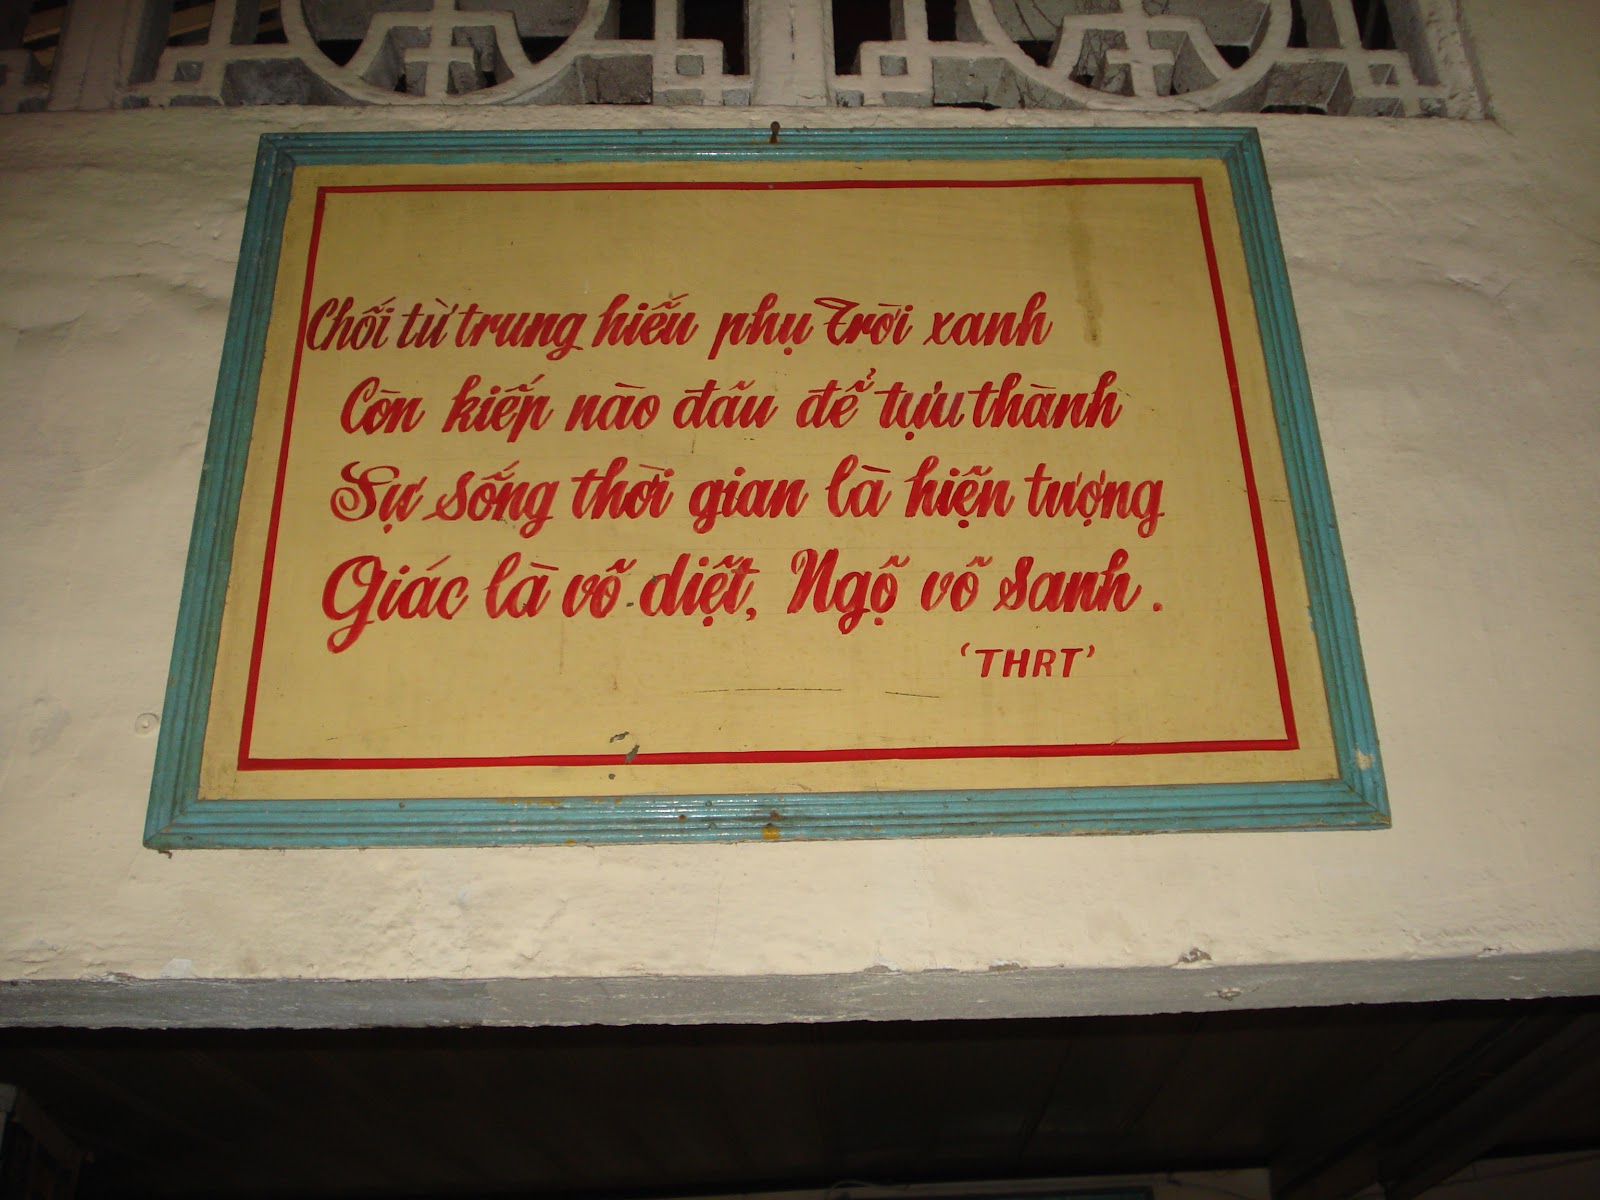 Chối từ trung hiếu phụ Trời xanh
Còn kiếp nào đâu để tựu thành
Sự sống thời gian là hiện tượng
Giác là vô diệt, Ngộ vô sanh.
'THRT'